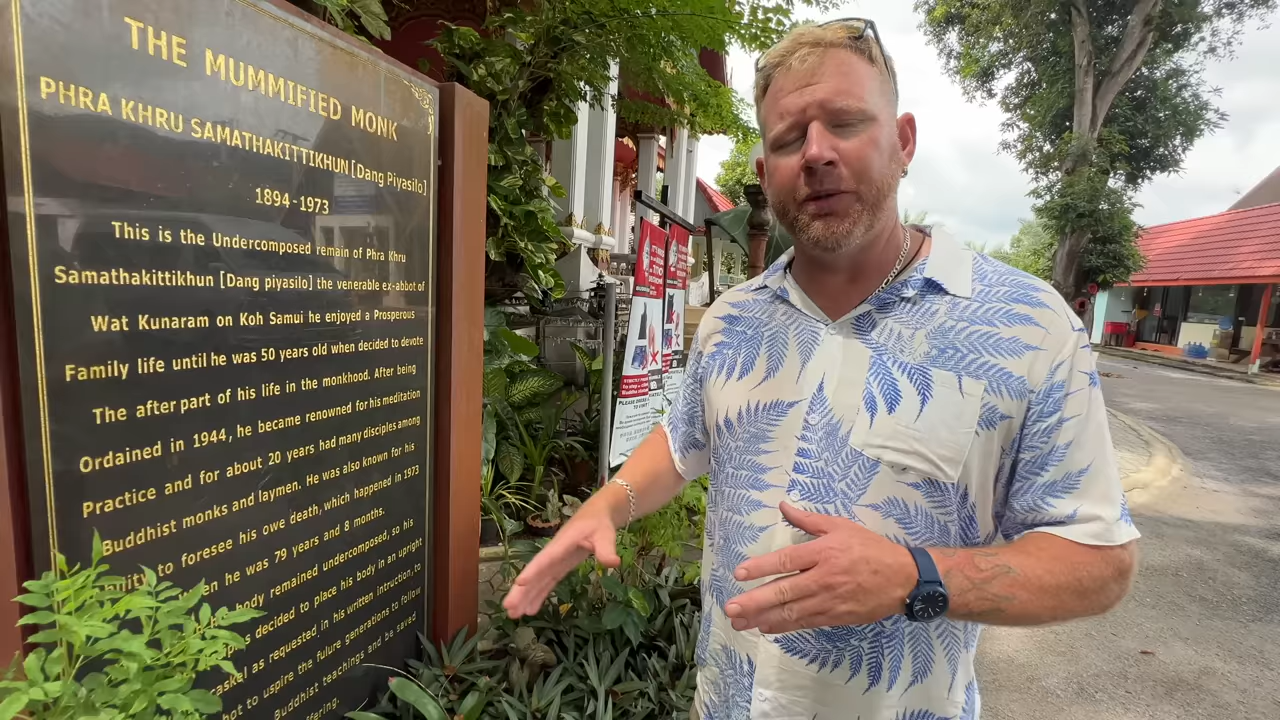 THE MUMMIFIED MONK
PHRA KHRU SAMATHAKITTIKHUN [Dang Piyasilo]
1894-1973
This is the Undercomposed remain of Phra Khru
Samathakittikhun [Dang piyasilo] the venerable ex-abbot of
Wat Kunaram on Koh Samui he enjoyed a Prosperous
Family life until he was 50 years old when decided to devote
The after part of his life in the monkhood. After being
Ordained in 1944, he became renowned for his meditation
Practice and for about 20 years had many disciples among
Buddhist monks and laymen. He was also known for his
to foresee his owe death, which happened in 1973
he was 79 years and 8 months.
body remained undercomposed, so his
decided to place his body in an upright
as requested in his written intruction, to
to uspire the future generations to follow
Buddhist teachings and be saved
PLEASE DRESS